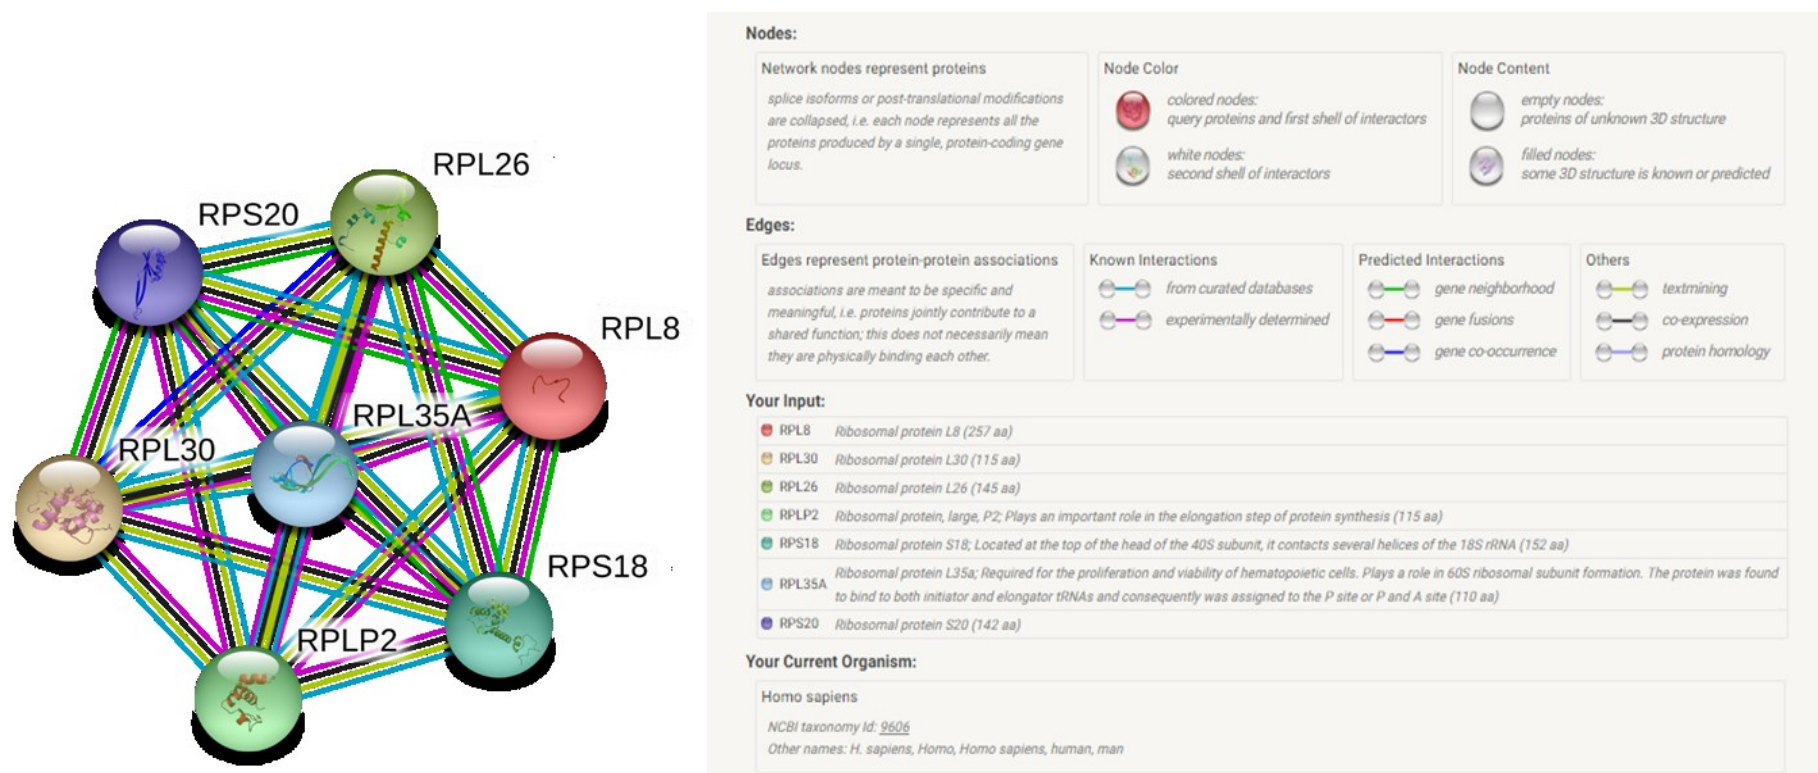 RPL26
RPS20
RPL8
RPL35A
RPL30
RPS18
RPLP2
Nodes:
Network nodes represent proteins
splice isoforms or post-translational modifications
are collapsed, i.e. each node represents all the
proteins produced by a single, protein-coding gene
locus.
Node Color
colored nodes:
query proteins and first shell of interactors
white nodes:
second shell of interactors
Node Content
empty nodes:
proteins of unknown 3D structure
filled nodes:
some 3D structure is known or predicted
Edges:
Edges represent protein-protein associations
associations are meant to be specific and
meaningful, i.e. proteins jointly contribute to a
shared function; this does not necessarily mean
they are physically binding each other.
Known Interactions
from curated databases
experimentally determined
Predicted Interactions
gene neighborhood
gene fusions
gene co-occurrence
Others
textmining
co-expression
protein homology
Your Input:
RPL8 Ribosomal protein L8 (257 aa)
RPL30 Ribosomal protein L30 (115 aa)
RPL26 Ribosomal protein L26 (145 aa)
RPLP2 Ribosomal protein, large, P2; Plays an important role in the elongation step of protein synthesis (115 aa)
RPS18 Ribosomal protein S18; Located at the top of the head of the 40S subunit, it contacts several helices of the 18S rRNA (152 aa)
RPL35A Ribosomal protein L35a; Required for the proliferation and viability of hematopoietic cells. Plays a role in 60S ribosomal subunit formation. The protein was found
to bind to both initiator and elongator tRNAs and consequently was assigned to the P site or P and A site (110 aa)
RPS20 Ribosomal protein S20 (142 aa)
Your Current Organism:
Homo sapiens
NCBI taxonomy Id: 9606
Other names: H. sapiens, Homo, Homo sapiens, human, man